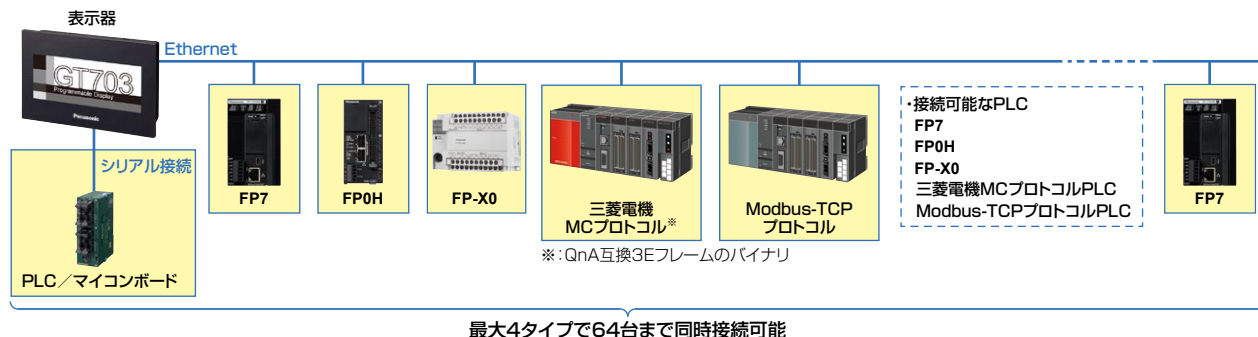 表示器
Ethernet
GT703
Programmable Display
Panasonic
シリアル接続
PLC／マイコンボード
FP7
FP0H
FP-X0
三菱電機
MCプロトコル※
※：QnA互換3Eフレームのバイナリ
Modbus-TCP
プロトコル
・接続可能なPLC
FP7
FP0H
FP-X0
三菱電機MCプロトコルPLC
Modbus-TCPプロトコルPLC
FP7
最大4タイプで64台まで同時接続可能